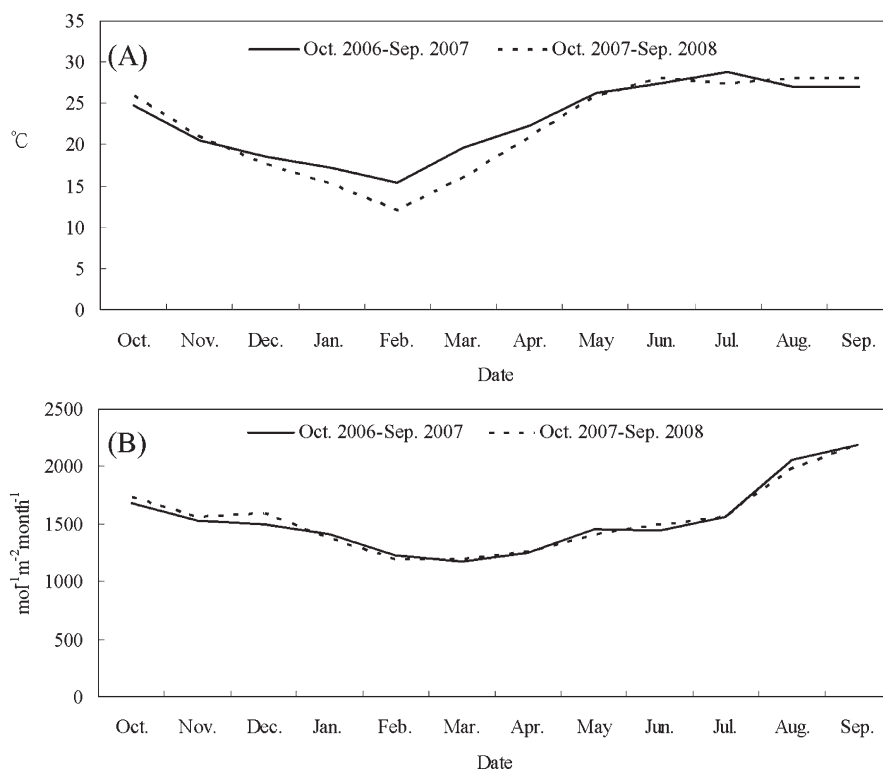 (A)
Oct. 2006-Sep. 2007 Oct. 2007-Sep. 2008
℃
35
30
25
20
15
10
5
0
Oct. Nov. Dec. Jan. Feb. Mar. Apr. May Jun. Jul. Aug. Sep.
Date
(B)
Oct. 2006-Sep. 2007 Oct. 2007-Sep. 2008
mol⁻¹m⁻²month⁻¹
2500
2000
1500
1000
500
0
Oct. Nov. Dec. Jan. Feb. Mar. Apr. May Jun. Jul. Aug. Sep.
Date